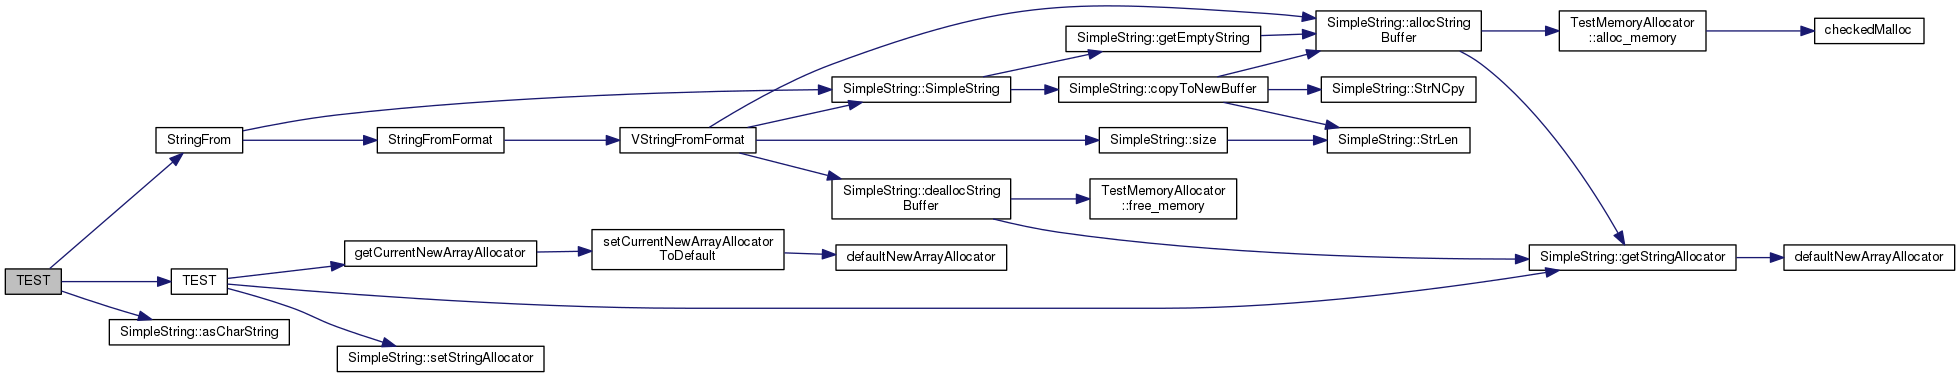 SimpleString::allocString
Buffer
TestMemoryAllocator
::alloc_memory
checkedMalloc
SimpleString::getEmptyString
SimpleString::SimpleString
SimpleString::copyToNewBuffer
SimpleString::StrNCpy
StringFrom
StringFromFormat
VStringFromFormat
SimpleString::size
SimpleString::StrLen
SimpleString::deallocString
Buffer
TestMemoryAllocator
::free_memory
getCurrentNewArrayAllocator
setCurrentNewArrayAllocator
ToDefault
defaultNewArrayAllocator
SimpleString::getStringAllocator
defaultNewArrayAllocator
TEST
TEST
SimpleString::asCharString
SimpleString::setStringAllocator